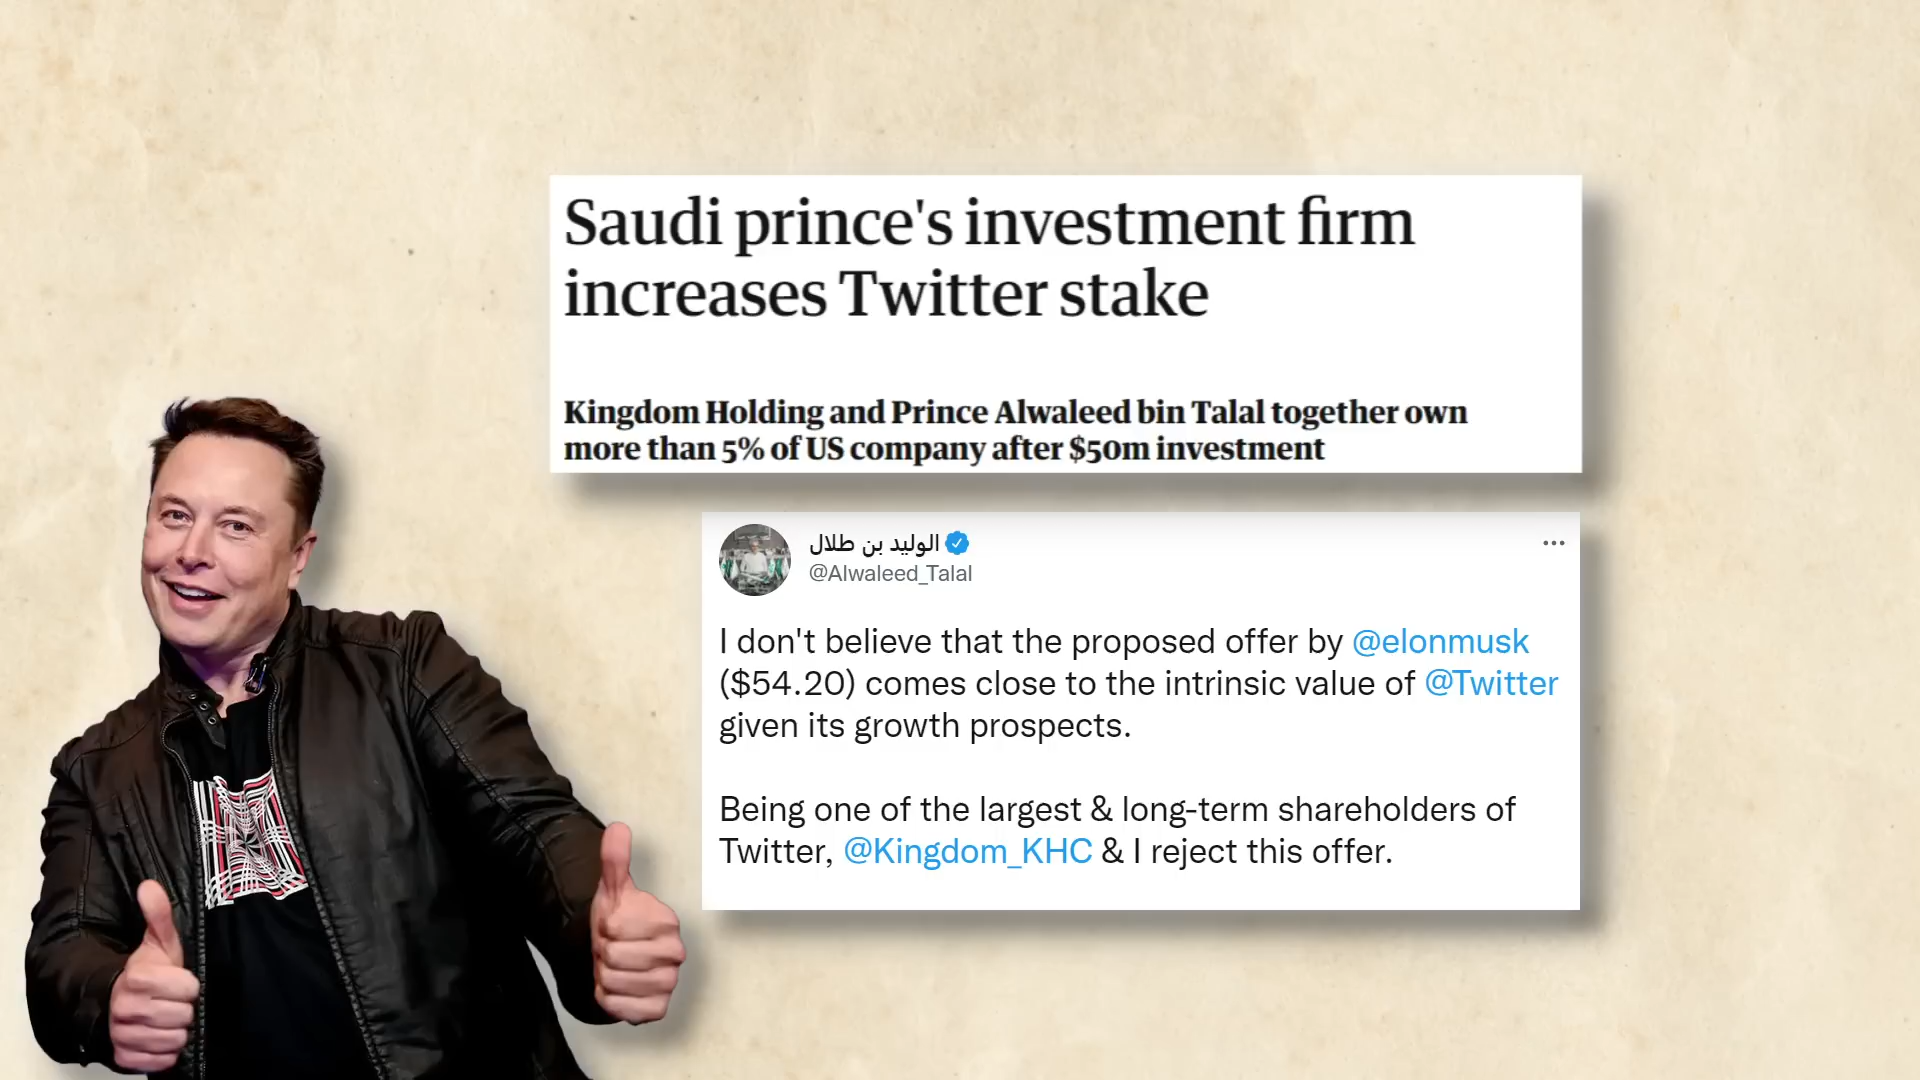 Saudi prince's investment firm
increases Twitter stake
Kingdom Holding and Prince Alwaleed bin Talal together own
more than 5% of US company after $50m investment
الوليد بن طلال
@Alwaleed_Talal
I don't believe that the proposed offer by @elonmusk
($54.20) comes close to the intrinsic value of @Twitter
given its growth prospects.
Being one of the largest & long-term shareholders of
Twitter, @Kingdom_KHC & I reject this offer.